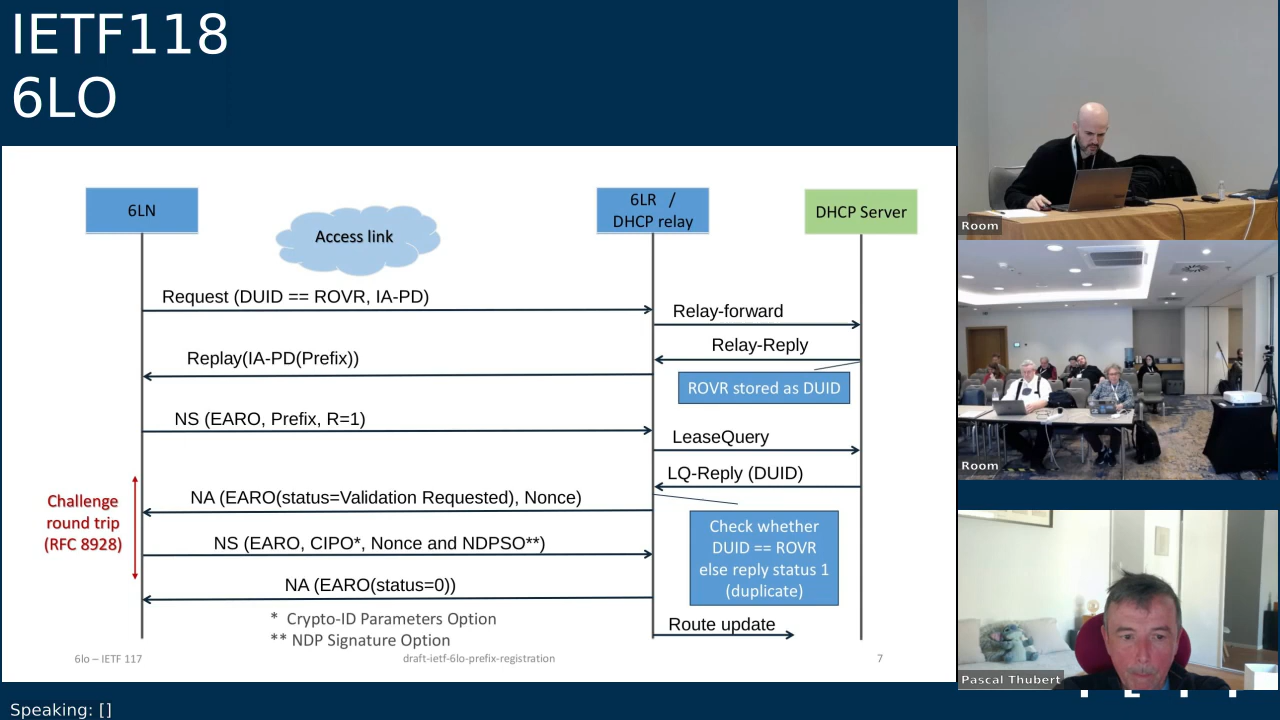 IETF118
6LO
6LN
Access link
6LR /
DHCP relay
DHCP Server
Request (DUID == ROVR, IA-PD)
Relay-forward
Relay-Reply
Replay(IA-PD(Prefix))
ROVR stored as DUID
NS (EARO, Prefix, R=1)
LeaseQuery
LQ-Reply (DUID)
Challenge
round trip
(RFC 8928)
NA (EARO(status=Validation Requested), Nonce)
Check whether
DUID == ROVR
else reply status 1
(duplicate)
NS (EARO, CIPO*, Nonce and NDPSO**)
NA (EARO(status=0))
* Crypto-ID Parameters Option
** NDP Signature Option
Route update
6lo – IETF 117
draft-ietf-6lo-prefix-registration
7
Room
Room
Pascal Thubert
Speaking: []